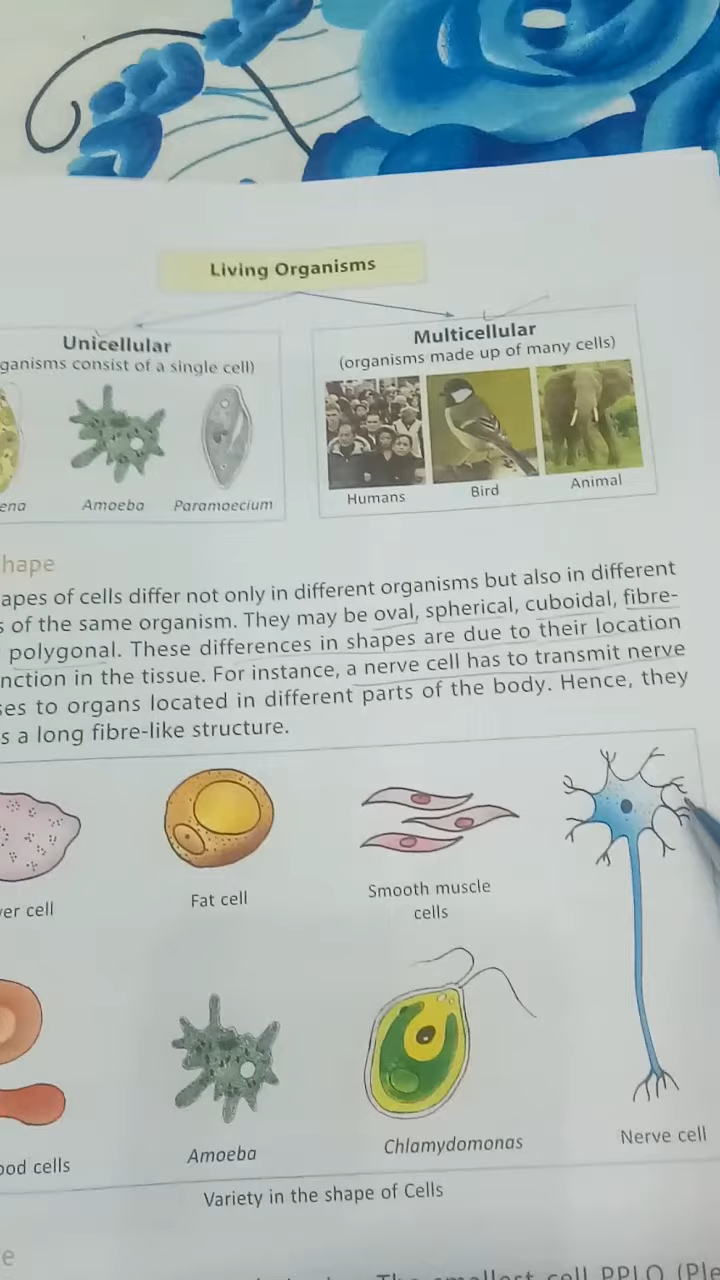 Living Organisms
Unicellular
ganisms consist of a single cell)
ena
Amoeba
Paramoecium
Multicellular
(organisms made up of many cells)
Humans
Bird
Animal
hape
apes of cells differ not only in different organisms but also in different
s of the same organism. They may be oval, spherical, cuboidal, fibre-
polygonal. These differences in shapes are due to their location
nction in the tissue. For instance, a nerve cell has to transmit nerve
ses to organs located in different parts of the body. Hence, they
s a long fibre-like structure.
er cell
Fat cell
Smooth muscle
cells
ood cells
Amoeba
Chlamydomonas
Nerve cell
Variety in the shape of Cells
e
smallest cell PPLO (Ple